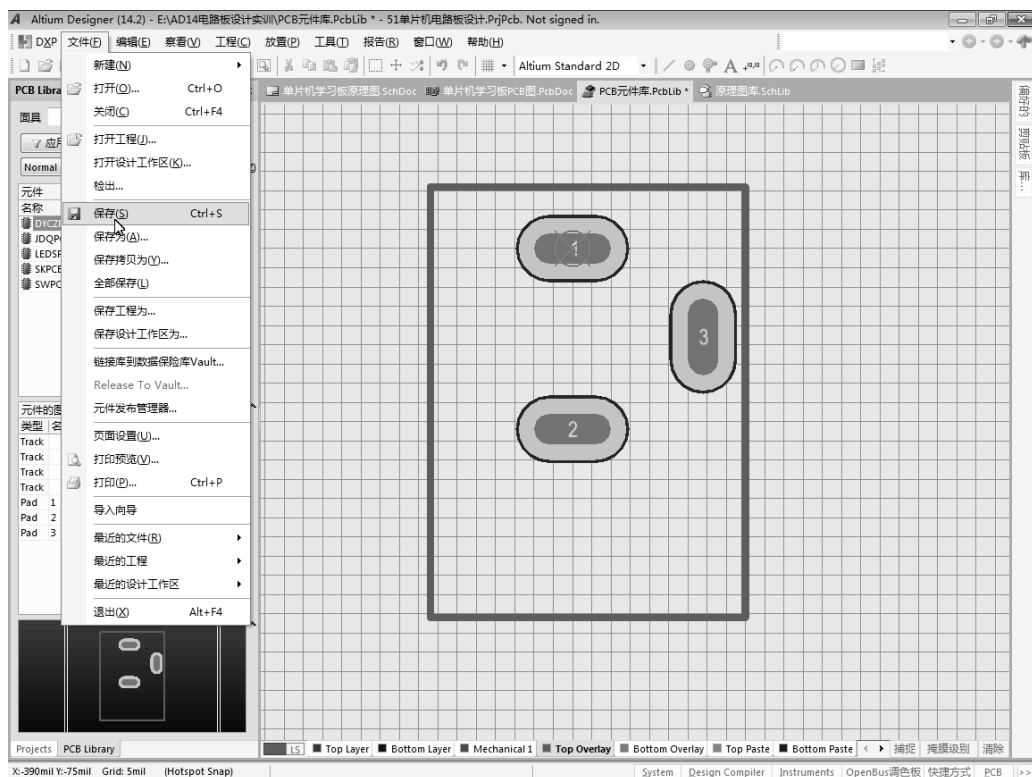 Altium Designer (14.2) - E:\AD14电路板设计实训\PCB元件库.PcbLib * - 51单片机电路板设计.PrjPcb. Not signed in.
DXP 文件(F) 编辑(E) 察看(V) 工程(C) 放置(P) 工具(T) 报告(R) 窗口(W) 帮助(H)
Altium Standard 2D
PCB Libra
单片机学习板原理图.SchDoc 单片机学习板PCB图.PcbDoc PCB元件库.PcbLib * 原理图库.SchLib
面具
Normal
元件
名称
JDQP
LEDSF
SKPCB
SWPC
新建(N)
打开(O)... Ctrl+O
关闭(C) Ctrl+F4
打开工程(J)...
打开设计工作区(K)...
检出...
保存(S) Ctrl+S
保存为(A)...
保存拷贝为(Y)...
全部保存(L)
保存工程为...
保存设计工作区为...
链接库到数据保险库Vault...
Release To Vault...
元件发布管理器...
页面设置(U)...
打印预览(V)...
打印(P)... Ctrl+P
导入向导
最近的文件(R)
最近的工程
最近的设计工作区
退出(X) Alt+F4
元件的图
类型 名
Track
Track
Track
Track
Pad 1
Pad 2
Pad 3
1
3
2
偏好的
剪贴板
库...
Projects PCB Library
LS Top Layer Bottom Layer Mechanical 1 Top Overlay Bottom Overlay Top Paste Bottom Paste 捕捉 掩膜级别 清除
X:-390mil Y:-75mil Grid: 5mil (Hotspot Snap)
System Design Compiler Instruments OpenBus调色板 快捷方式 PCB >>